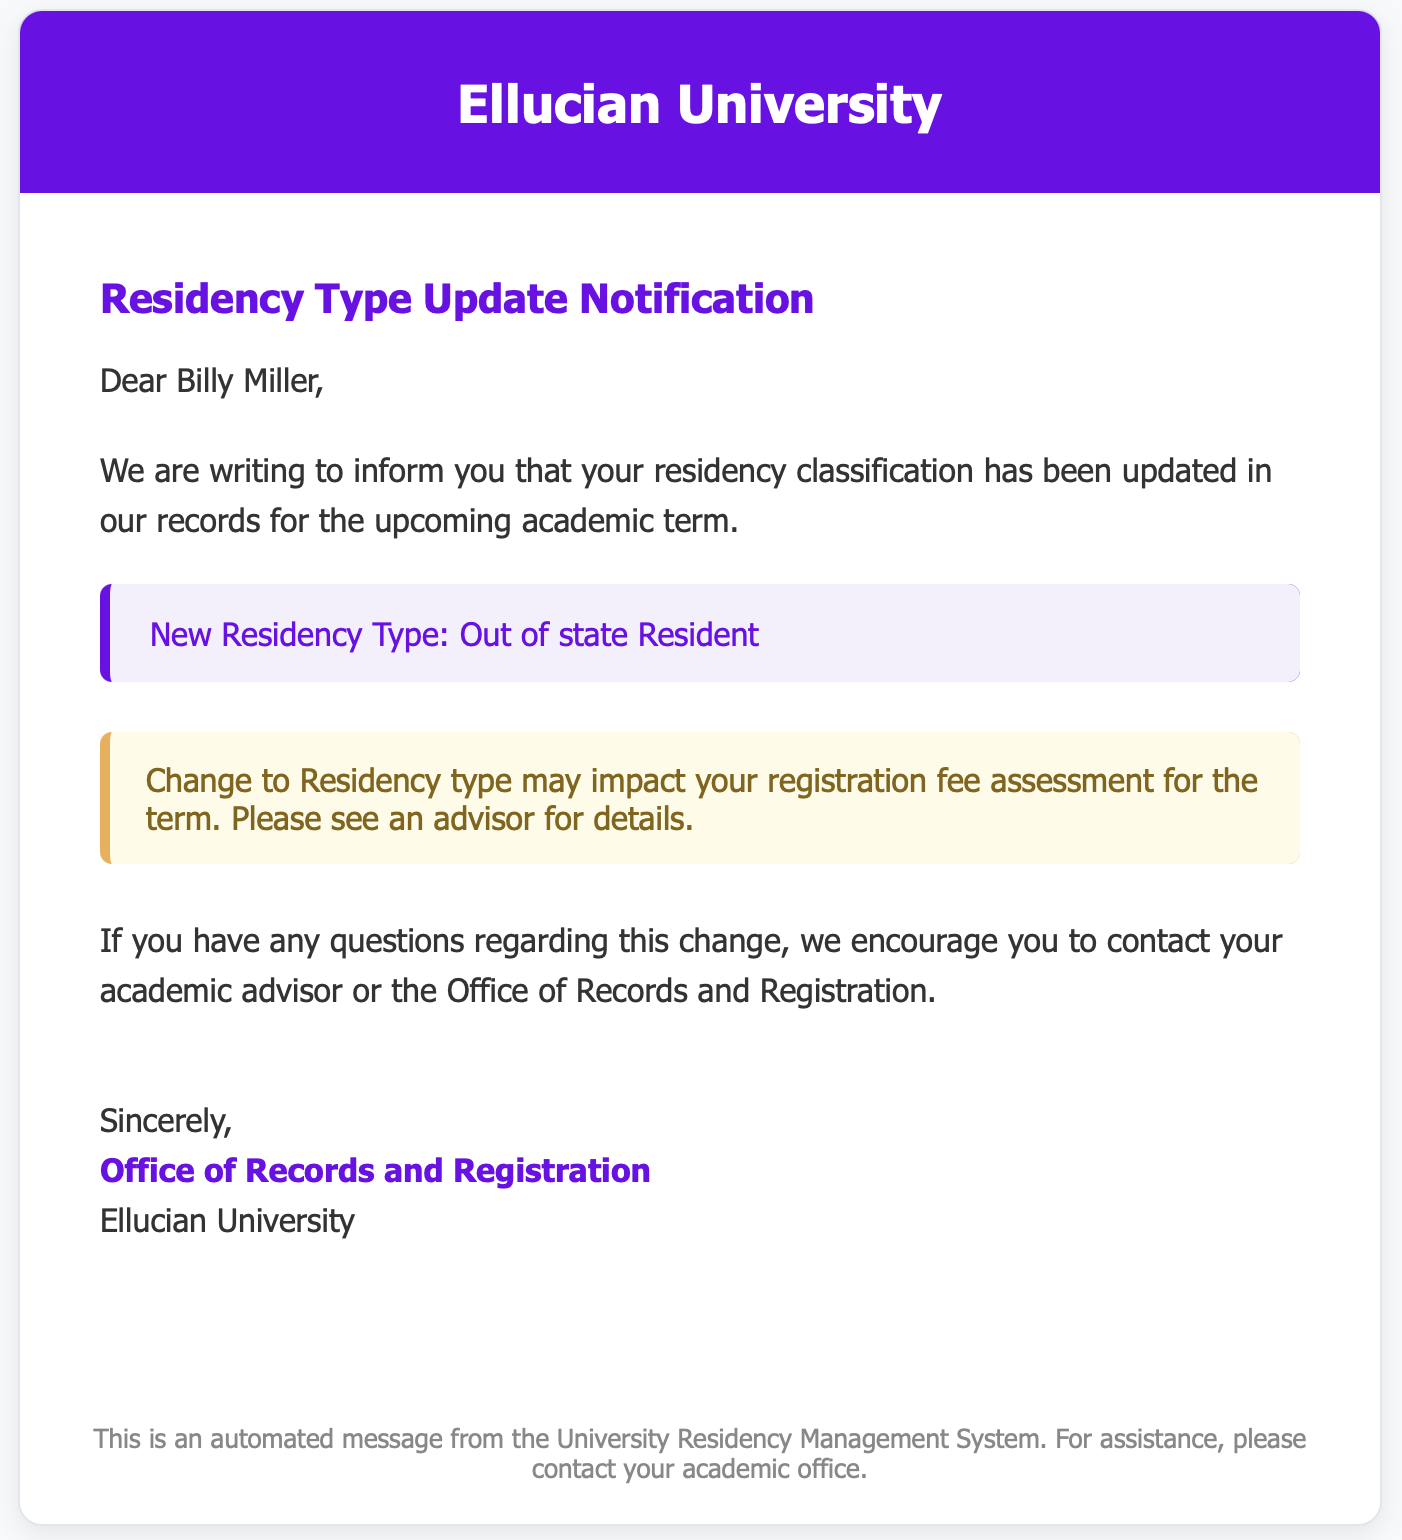 Ellucian University
Residency Type Update Notification
Dear Billy Miller,
We are writing to inform you that your residency classification has been updated in
our records for the upcoming academic term.
New Residency Type: Out of state Resident
Change to Residency type may impact your registration fee assessment for the
term. Please see an advisor for details.
If you have any questions regarding this change, we encourage you to contact your
academic advisor or the Office of Records and Registration.
Sincerely,
Office of Records and Registration
Ellucian University
This is an automated message from the University Residency Management System. For assistance, please
contact your academic office.